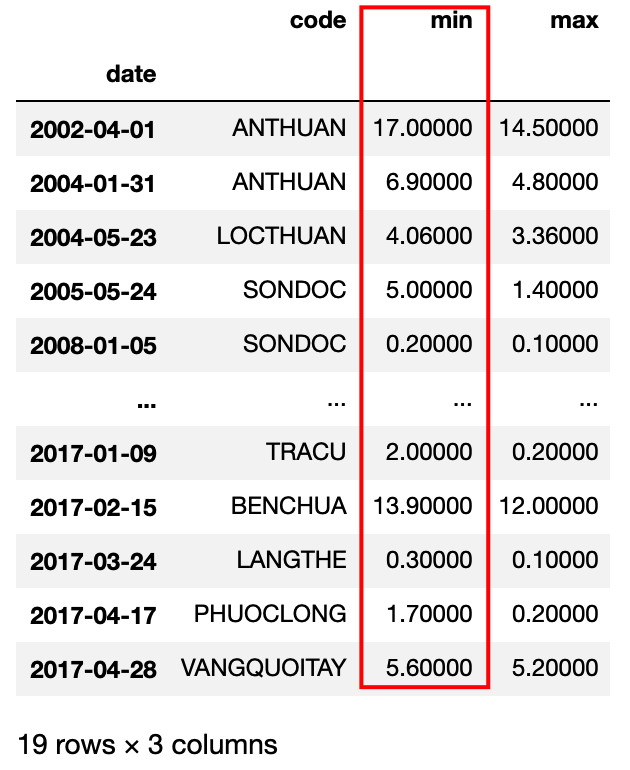 code min max
date
2002-04-01 ANTHUAN 17.00000 14.50000
2004-01-31 ANTHUAN 6.90000 4.80000
2004-05-23 LOCTHUAN 4.06000 3.36000
2005-05-24 SONDOC 5.00000 1.40000
2008-01-05 SONDOC 0.20000 0.10000
... ... ... ...
2017-01-09 TRACU 2.00000 0.20000
2017-02-15 BENCHUA 13.90000 12.00000
2017-03-24 LANGTHE 0.30000 0.10000
2017-04-17 PHUOCLONG 1.70000 0.20000
2017-04-28 VANGQUOITAY 5.60000 5.20000
19 rows × 3 columns